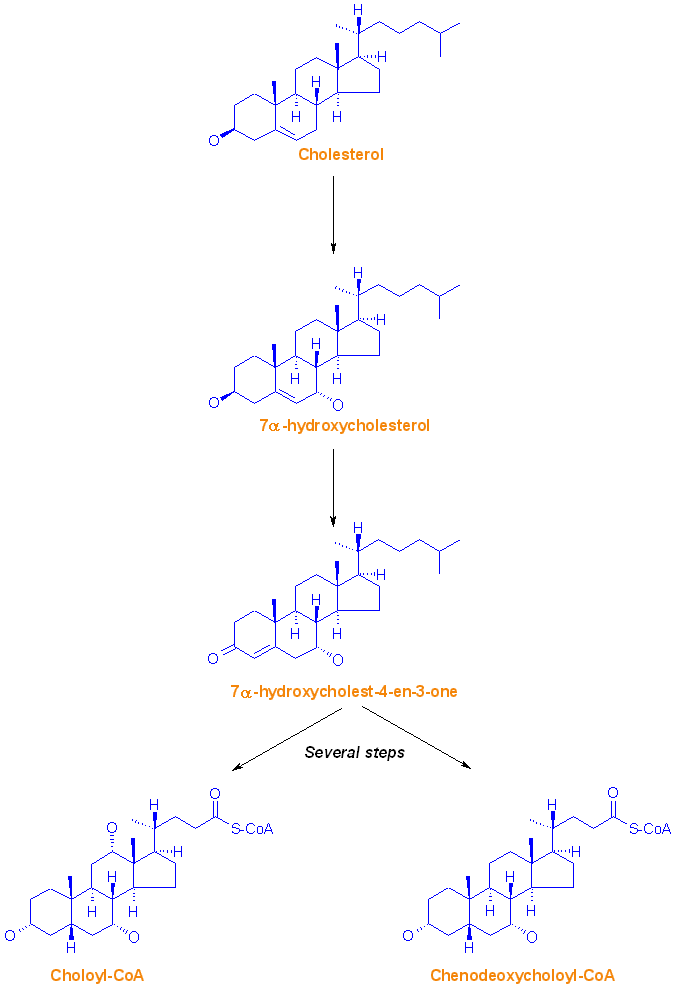 H
H
H
H
H
O
Cholesterol
H
H
H
H
H
O
O
7α-hydroxycholesterol
H
H
H
H
H
O
O
7α-hydroxycholest-4-en-3-one
Several steps
O
H
O
S-CoA
H
H
H
H
O
O
H
Choloyl-CoA
O
H
S-CoA
H
H
H
H
O
O
H
Chenodeoxycholoyl-CoA